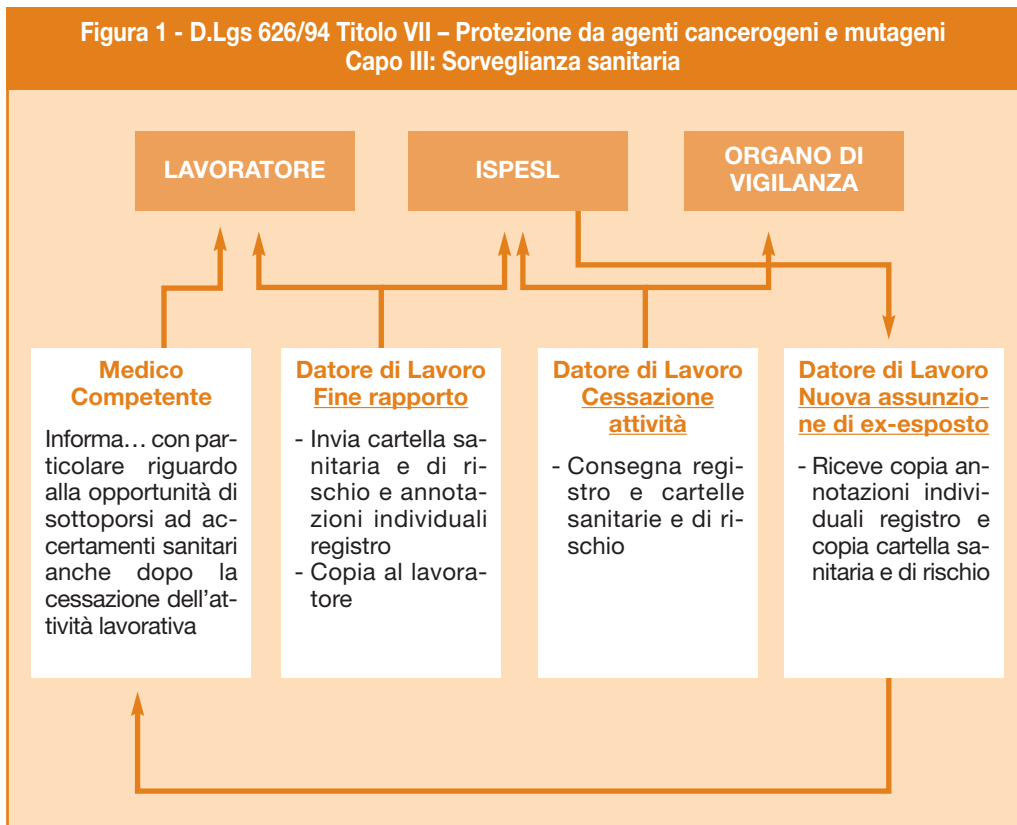 Figura 1 - D.Lgs 626/94 Titolo VII – Protezione da agenti cancerogeni e mutageni
Capo III: Sorveglianza sanitaria
LAVORATORE
ISPESL
ORGANO DI
VIGILANZA
Medico
Competente
Informa… con par-
ticolare riguardo
alla opportunità di
sottoporsi ad ac-
certamenti sanitari
anche dopo la
cessazione dell’at-
tività lavorativa
Datore di Lavoro
Fine rapporto
- Invia cartella sa-
nitaria e di ri-
schio e annota-
zioni individuali
registro
- Copia al lavora-
tore
Datore di Lavoro
Cessazione
attività
- Consegna regi-
stro e cartelle
sanitarie e di ri-
schio
Datore di Lavoro
Nuova assunzio-
ne di ex-esposto
- Riceve copia an-
notazioni indivi-
duali registro e
copia cartella sa-
nitaria e di rischio